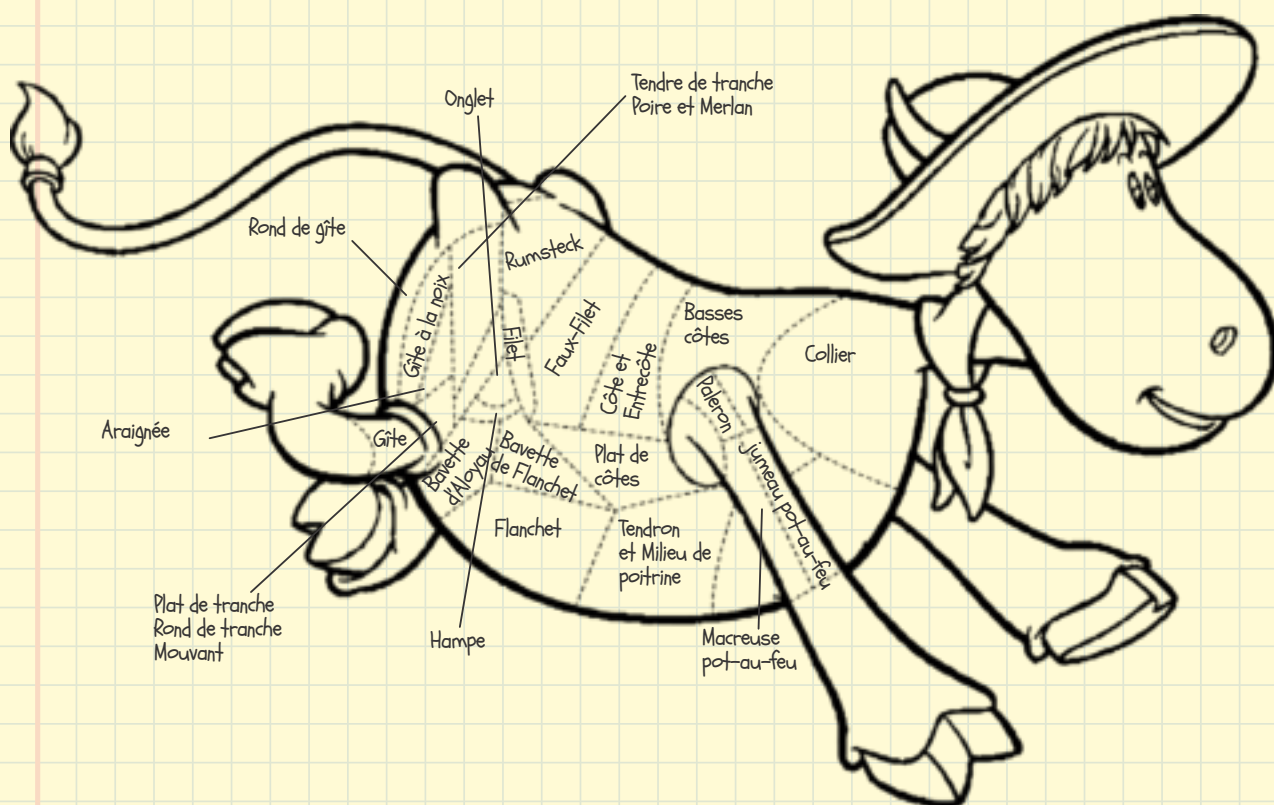 Tendre de tranche
Poire et Merlan
Onglet
Rond de gîte
Rumsteck
Gîte à la noix
Filet
Faux-Filet
Côte et
Entrecôte
Basses
côtes
Collier
Paleron
jumeau pot-au-feu
Araignée
Gîte
Bavette
d'Aloyau
Bavette
de Flanchet
Plat de
côtes
Flanchet
Tendron
et Milieu de
poitrine
Plat de tranche
Rond de tranche
Mouvant
Hampe
Macreuse
pot-au-feu